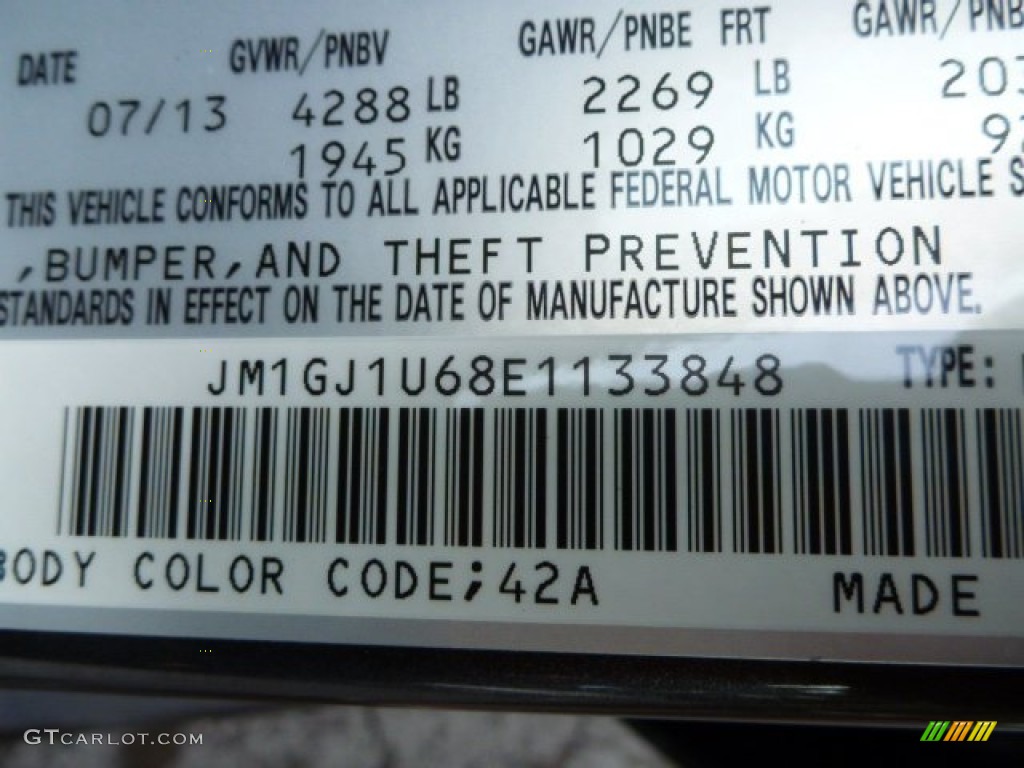 DATE GVWR/PNBV GAWR/PNBE FRT GAWR/PNB
07/13 4288 LB 2269 LB 203
1945 KG 1029 KG 9
THIS VEHICLE CONFORMS TO ALL APPLICABLE FEDERAL MOTOR VEHICLE S
,BUMPER,AND THEFT PREVENTION
STANDARDS IN EFFECT ON THE DATE OF MANUFACTURE SHOWN ABOVE.
JM1GJ1U68E1133848 TYPE:
BODY COLOR CODE;42A MADE
GTCARLOT.COM